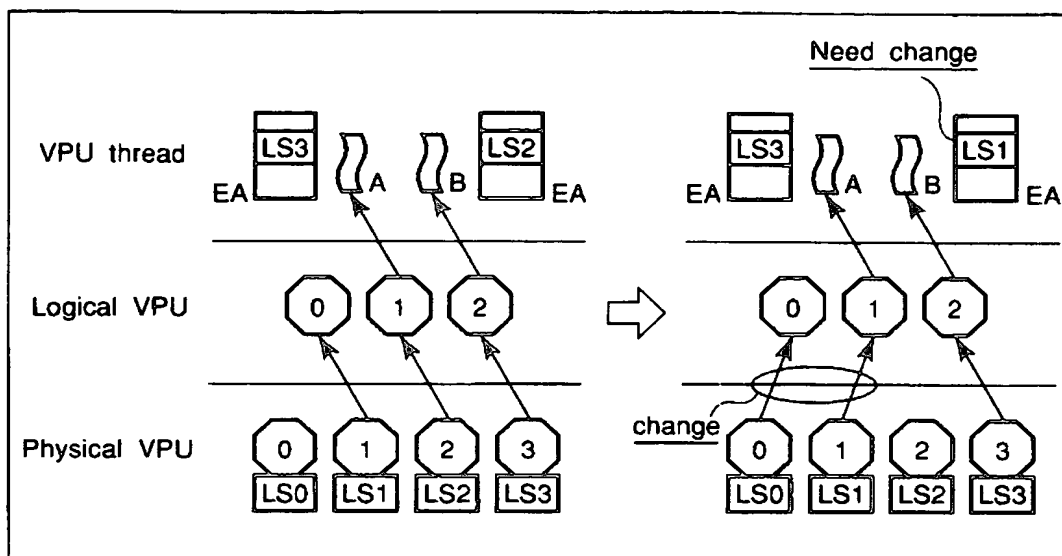 Need change
VPU thread
LS3
A
B
LS2
EA
EA
LS3
A
B
LS1
EA
EA
Logical VPU
0
1
2
0
1
2
change
Physical VPU
0
1
2
3
0
1
2
3
LS0
LS1
LS2
LS3
LS0
LS1
LS2
LS3